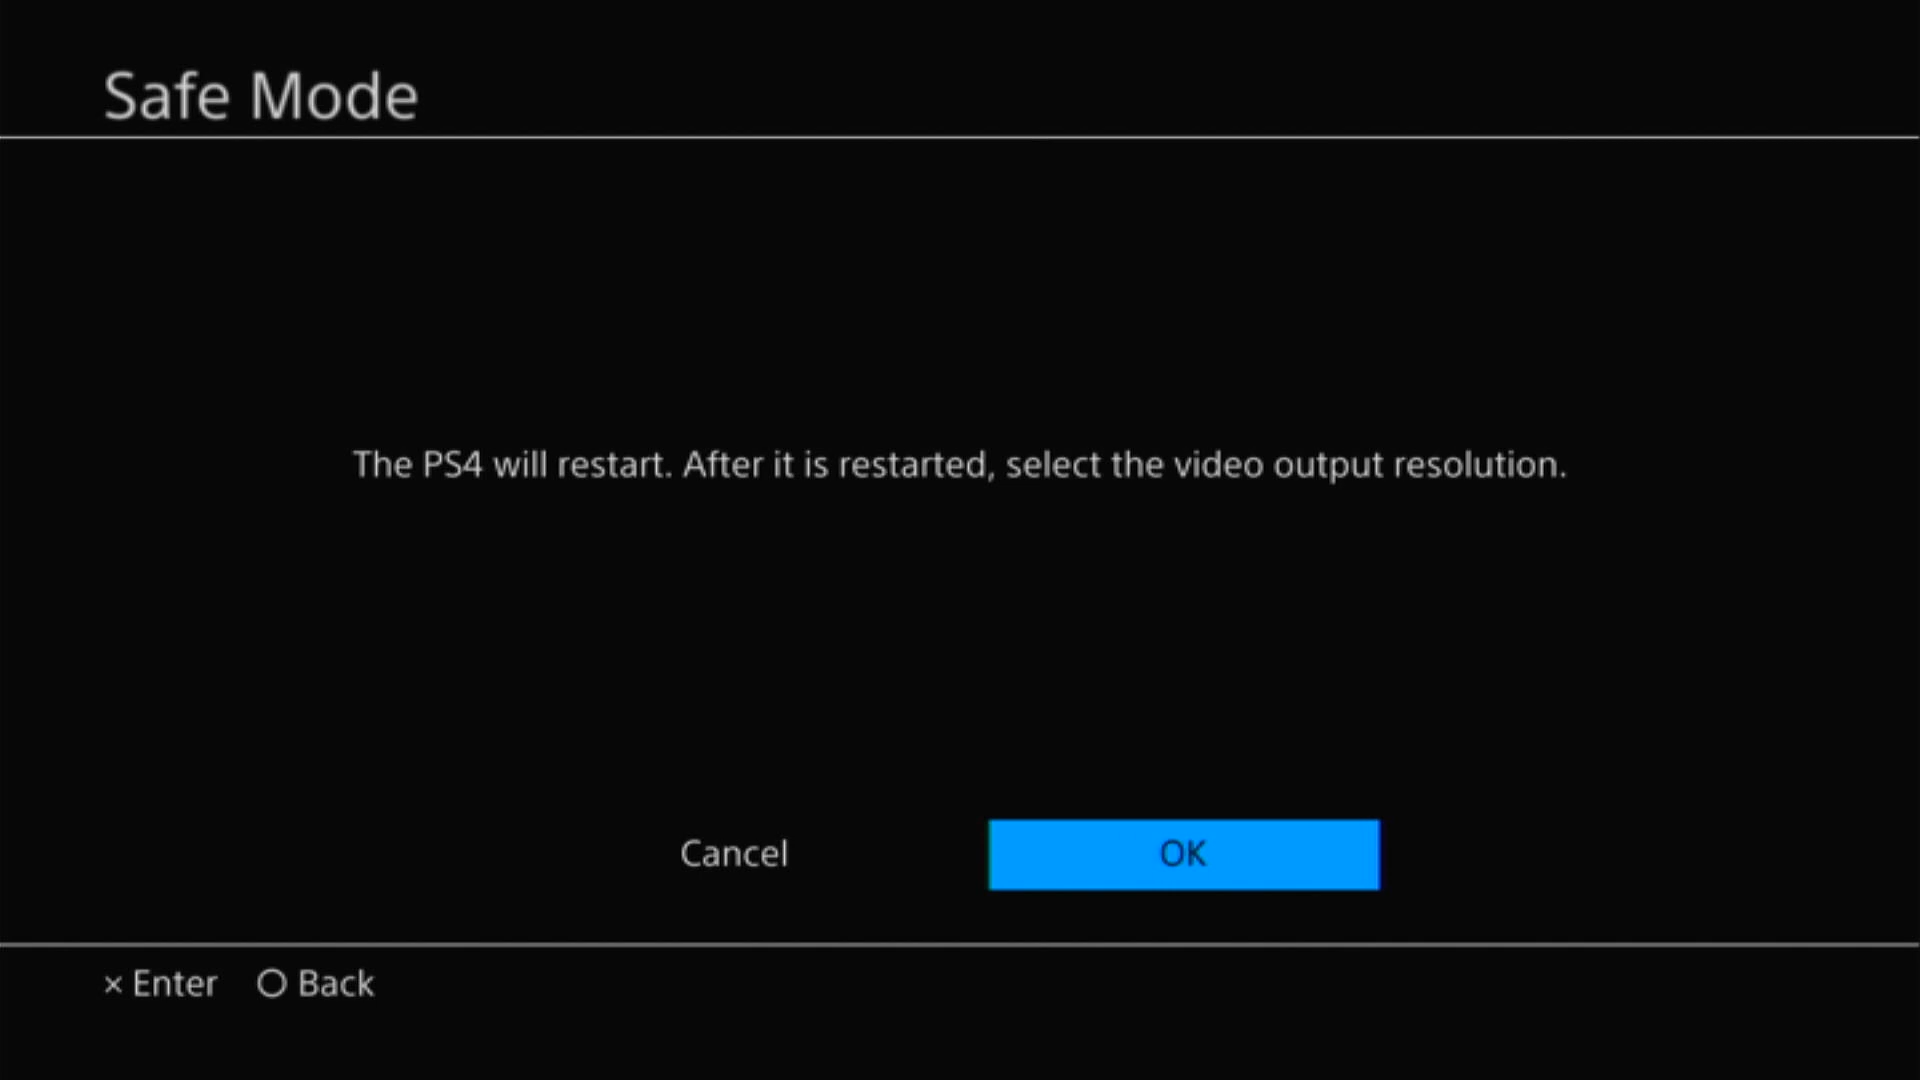 Safe Mode
The PS4 will restart. After it is restarted, select the video output resolution.
Cancel OK
× Enter ○ Back